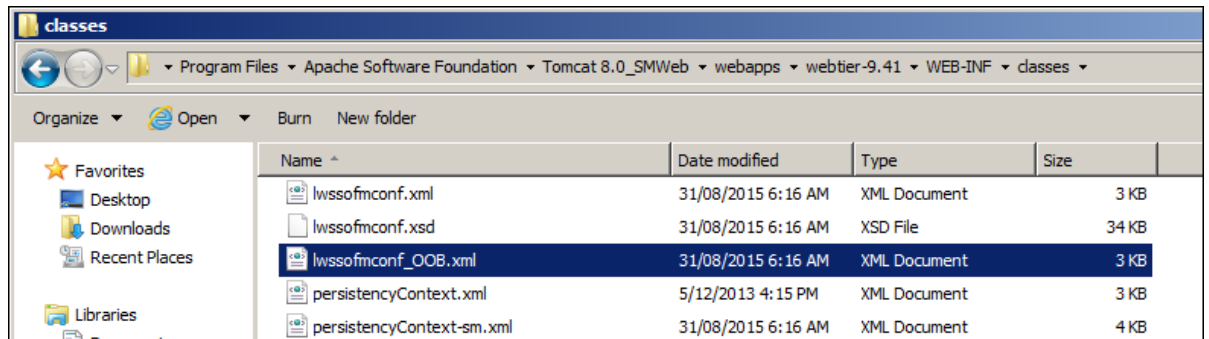 classes
Program Files Apache Software Foundation Tomcat 8.0_SMWeb webapps webtier-9.41 WEB-INF classes
Organize Open Burn New folder
Favorites
Desktop
Downloads
Recent Places
Libraries
Name Date modified Type Size
lwssofmconf.xml 31/08/2015 6:16 AM XML Document 3 KB
lwssofmconf.xsd 31/08/2015 6:16 AM XSD File 34 KB
lwssofmconf_OOB.xml 31/08/2015 6:16 AM XML Document 3 KB
persistencyContext.xml 5/12/2013 4:15 PM XML Document 3 KB
persistencyContext-sm.xml 31/08/2015 6:16 AM XML Document 4 KB